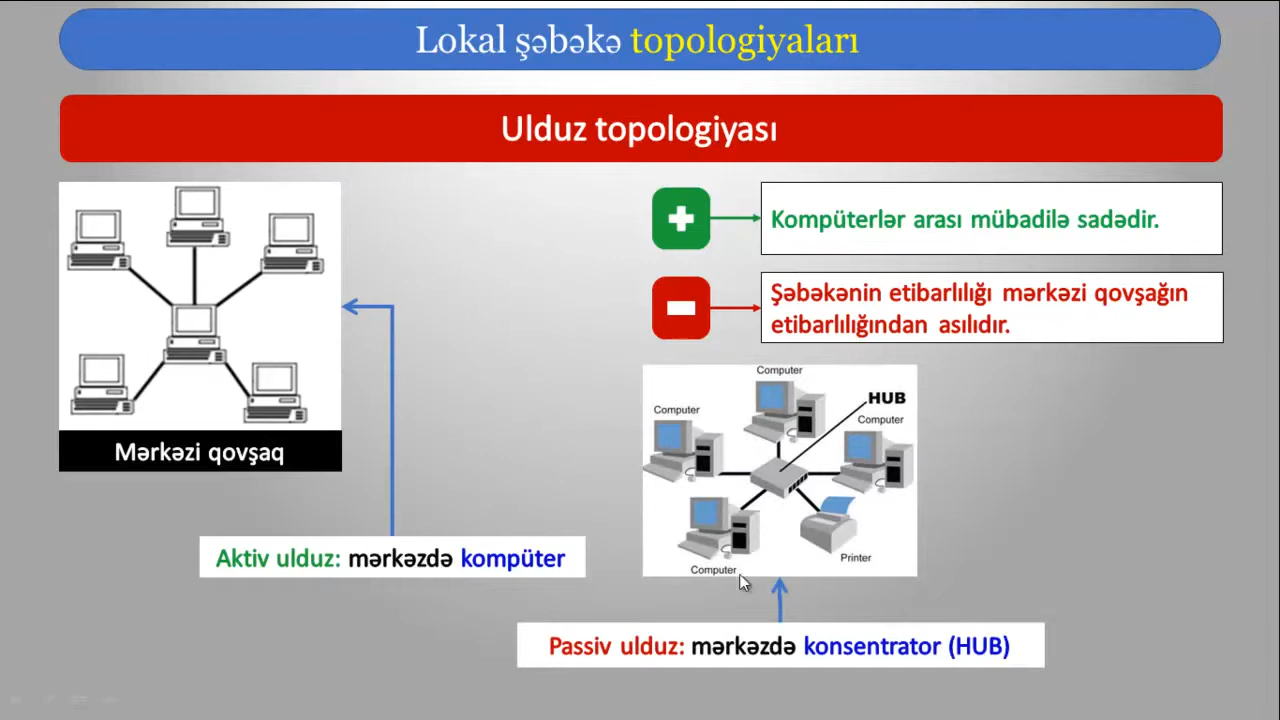 Lokal şəbəkə topologiyaları
Ulduz topologiyası
Kompüterlər arası mübadilə sadədir.
Şəbəkənin etibarlılığı mərkəzi qovşağın
etibarlılığından asılıdır.
Mərkəzi qovşaq
Computer
HUB
Computer
Computer
Computer
Printer
Aktiv ulduz: mərkəzdə kompüter
Passiv ulduz: mərkəzdə konsentrator (HUB)